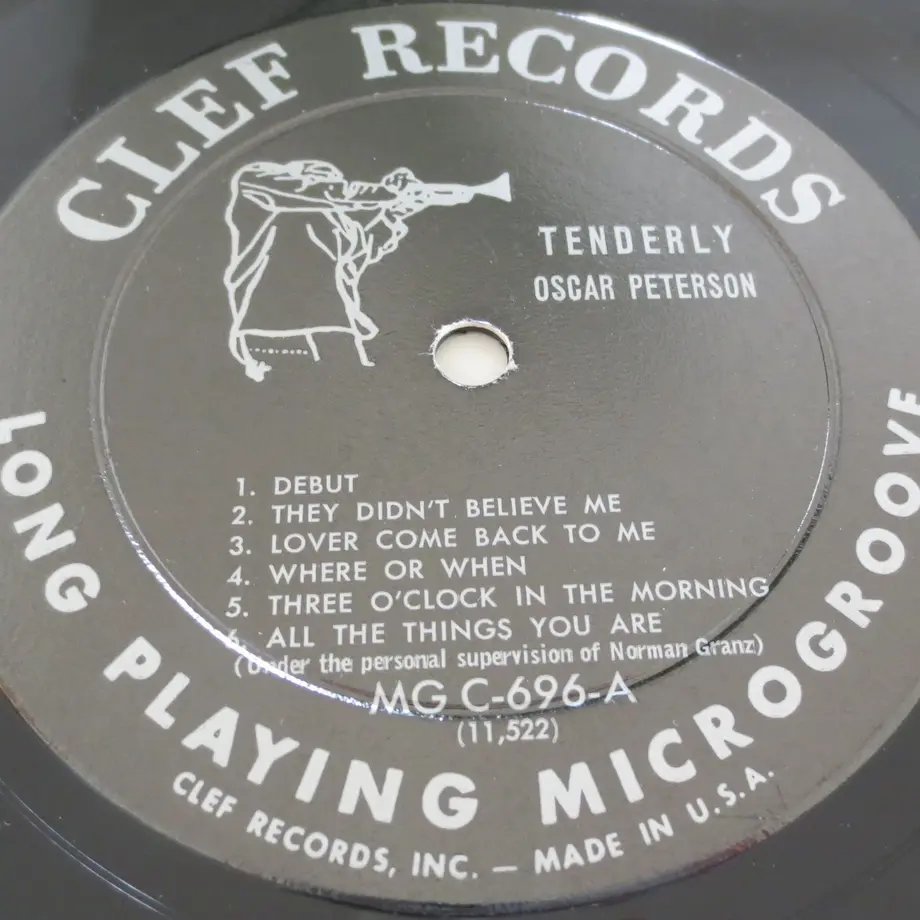 CLEF RECORDS
TENDERLY
OSCAR PETERSON
1. DEBUT
2. THEY DIDN'T BELIEVE ME
3. LOVER COME BACK TO ME
4. WHERE OR WHEN
5. THREE O'CLOCK IN THE MORNING
6. ALL THE THINGS YOU ARE
(Under the personal supervision of Norman Granz)
MG C-696-A
(11,522)
LONG PLAYING MICROGROOVE
CLEF RECORDS, INC. — MADE IN U.S.A.